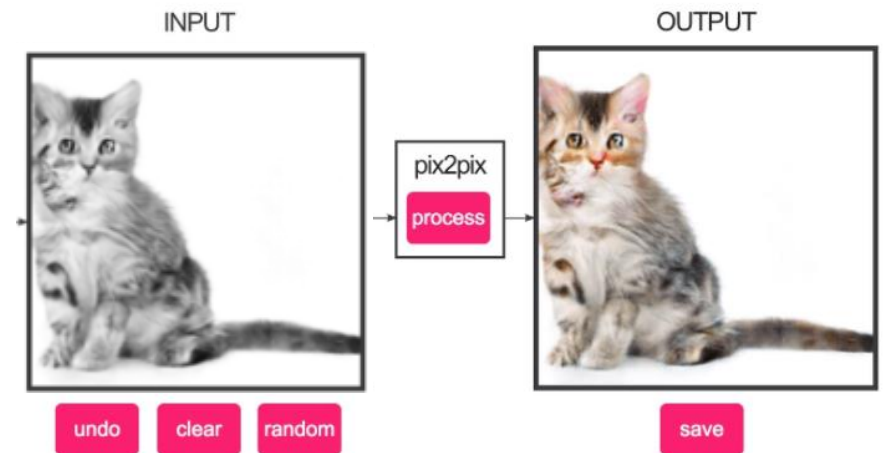 INPUT
OUTPUT
pix2pix
process
undo
clear
random
save